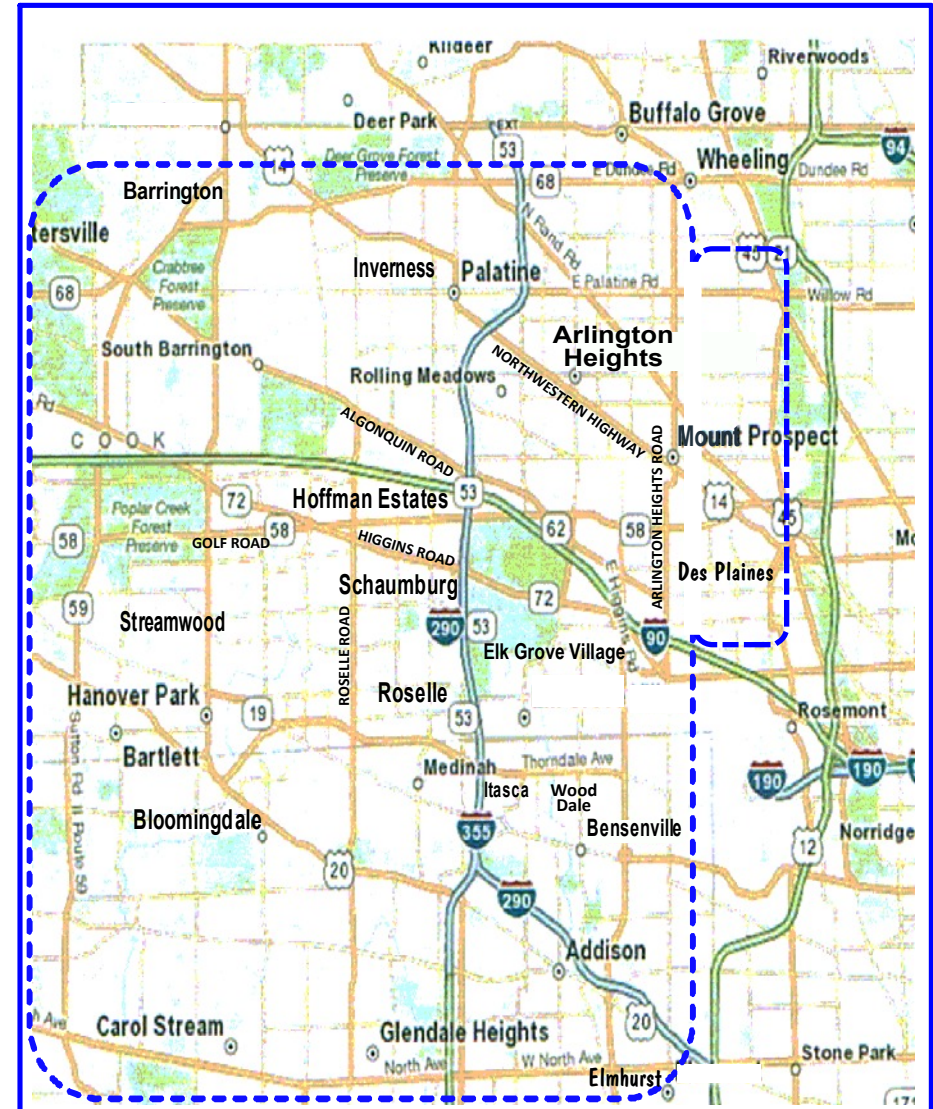 Kildeer
Riverwoods
Deer Park
Buffalo Grove
EXT
53
94
Deer Grove Forest
Preserve
14
Wheeling
E Dundee Rd
Dundee Rd
68
Barrington
N Rand Rd
tersville
45
21
Crabtree
Forest
Preserve
Inverness
Palatine
E Palatine Rd
Willow Rd
68
Arlington
Heights
South Barrington
Rolling Meadows
NORTHWESTERN HIGHWAY
Rd
ALGONQUIN ROAD
COOK
ARLINGTON HEIGHTS ROAD
Mount Prospect
72
Hoffman Estates
53
14
45
Poplar Creek
Forest
Preserve
58
58
GOLF ROAD
62
58
HIGGINS ROAD
Schaumburg
Des Plaines
E Higgins Rd
72
59
Streamwood
290
53
90
Elk Grove Village
ROSELLE ROAD
Hanover Park
Roselle
19
53
Rosemont
Sutton Rd
Il Route 59
Bartlett
Medinah
Thorndale Ave
190
190
Itasca
Wood
Dale
Bloomingdale
355
Bensenville
Norridge
12
20
290
Addison
20
Ave
Carol Stream
Glendale Heights
North Ave
W North Ave
Stone Park
Elmhurst
171